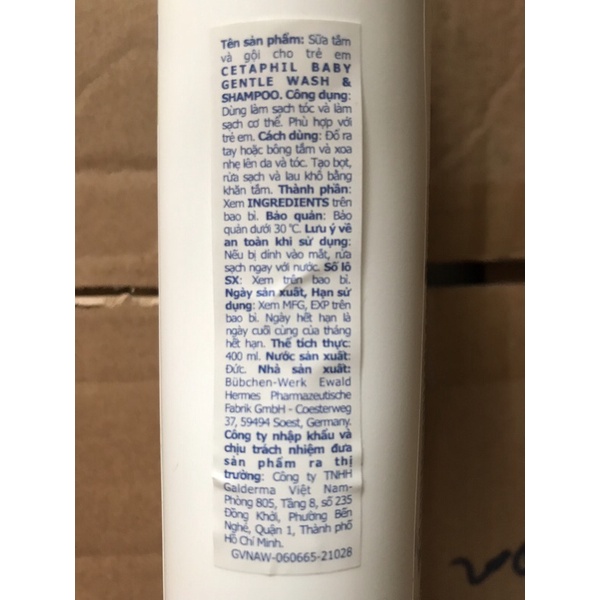 Tên sản phẩm: Sữa tắm
và gội cho trẻ em
CETAPHIL BABY
GENTLE WASH &
SHAMPOO. Công dụng:
Dùng làm sạch tóc và làm
sạch cơ thể. Phù hợp với
trẻ em. Cách dùng: Đổ ra
tay hoặc bông tắm và xoa
nhẹ lên da và tóc. Tạo bọt,
rửa sạch và lau khô bằng
khăn tắm. Thành phần:
Xem INGREDIENTS trên
bao bì. Bảo quản: Bảo
quản dưới 30 °C. Lưu ý về
an toàn khi sử dụng:
Nếu bị dính vào mắt, rửa
sạch ngay với nước. Số lô
SX: Xem trên bao bì.
Ngày sản xuất, Hạn sử
dụng: Xem MFG, EXP trên
bao bì. Ngày hết hạn là
ngày cuối cùng của tháng
hết hạn. Thể tích thực:
400 ml. Nước sản xuất:
Đức. Nhà sản xuất:
Bübchen-Werk Ewald
Hermes Pharmazeutische
Fabrik GmbH - Coesterweg
37, 59494 Soest, Germany.
Công ty nhập khẩu và
chịu trách nhiệm đưa
sản phẩm ra thị
trường: Công ty TNHH
Galderma Việt Nam-
Phòng 805, Tầng 8, số 235
Đồng Khởi, Phường Bến
Nghé, Quận 1, Thành phố
Hồ Chí Minh.
GVNAW-060665-21028